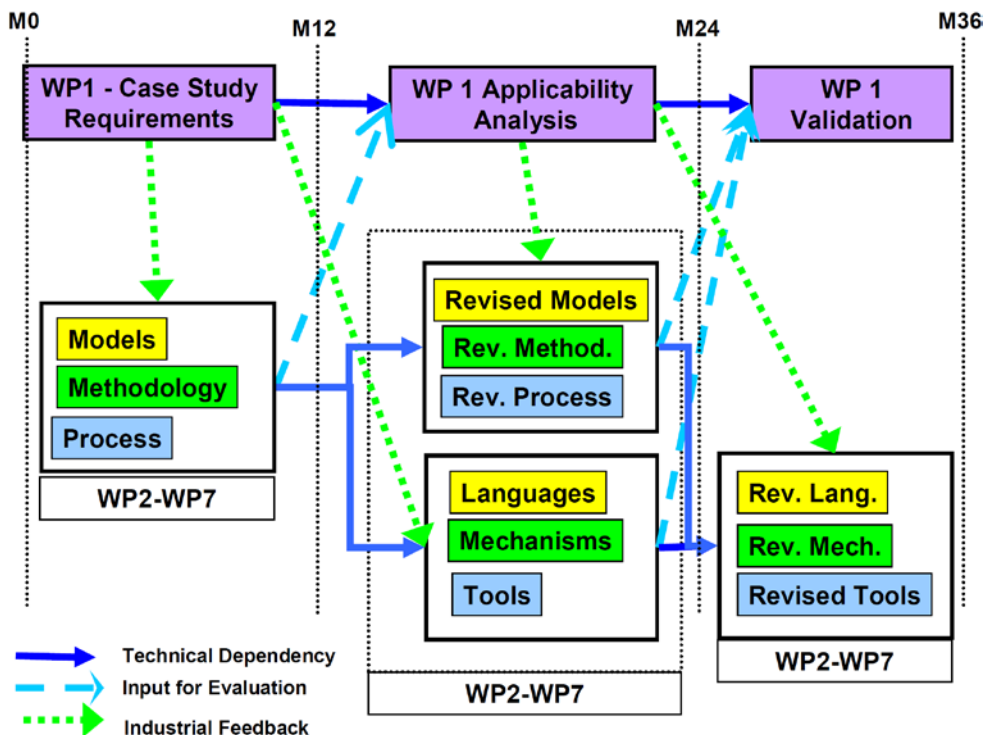 M0
M12
M24
M36
WP1 - Case Study
Requirements
WP 1 Applicability
Analysis
WP 1
Validation
Models
Methodology
Process
WP2-WP7
Revised Models
Rev. Method.
Rev. Process
Languages
Mechanisms
Tools
WP2-WP7
Rev. Lang.
Rev. Mech.
Revised Tools
WP2-WP7
Technical Dependency
Input for Evaluation
Industrial Feedback